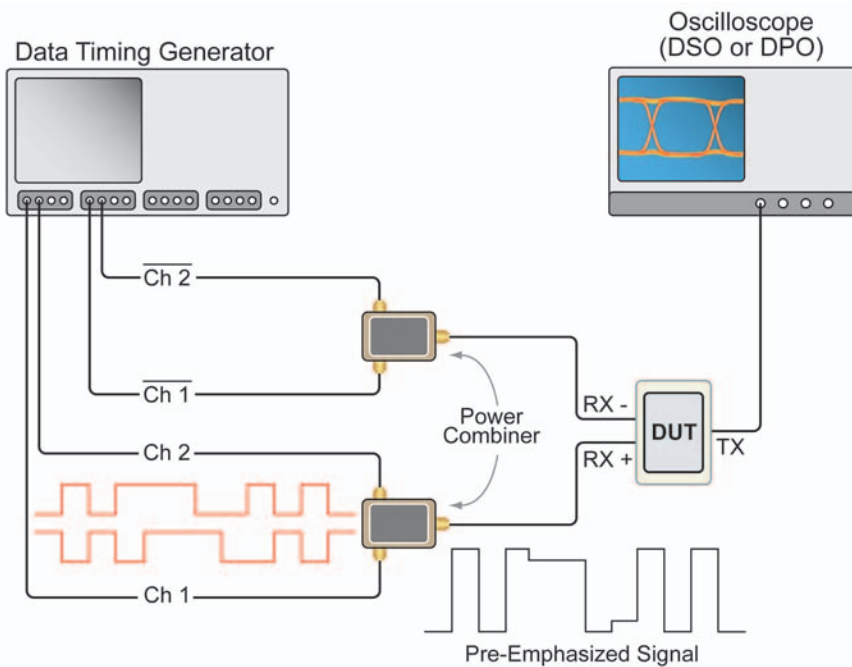 Data Timing Generator
Oscilloscope
(DSO or DPO)
Ch 2
Ch 1
Power
Combiner
RX -
DUT
TX
RX +
Ch 2
Ch 1
Pre-Emphasized Signal